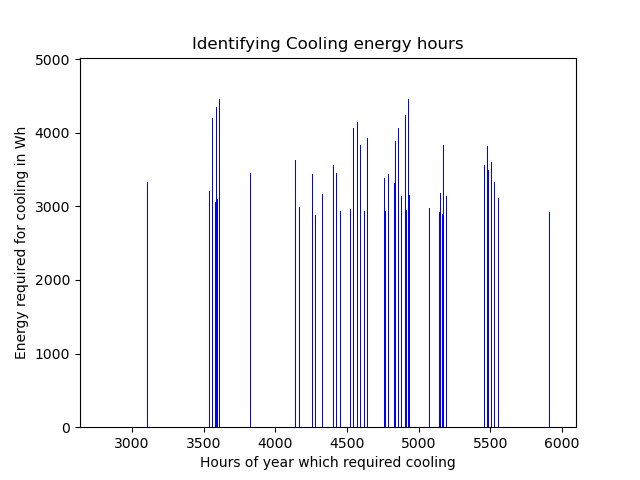 Identifying Cooling energy hours
Energy required for cooling in Wh
5000
4000
3000
2000
1000
0
3000 3500 4000 4500 5000 5500 6000
Hours of year which required cooling